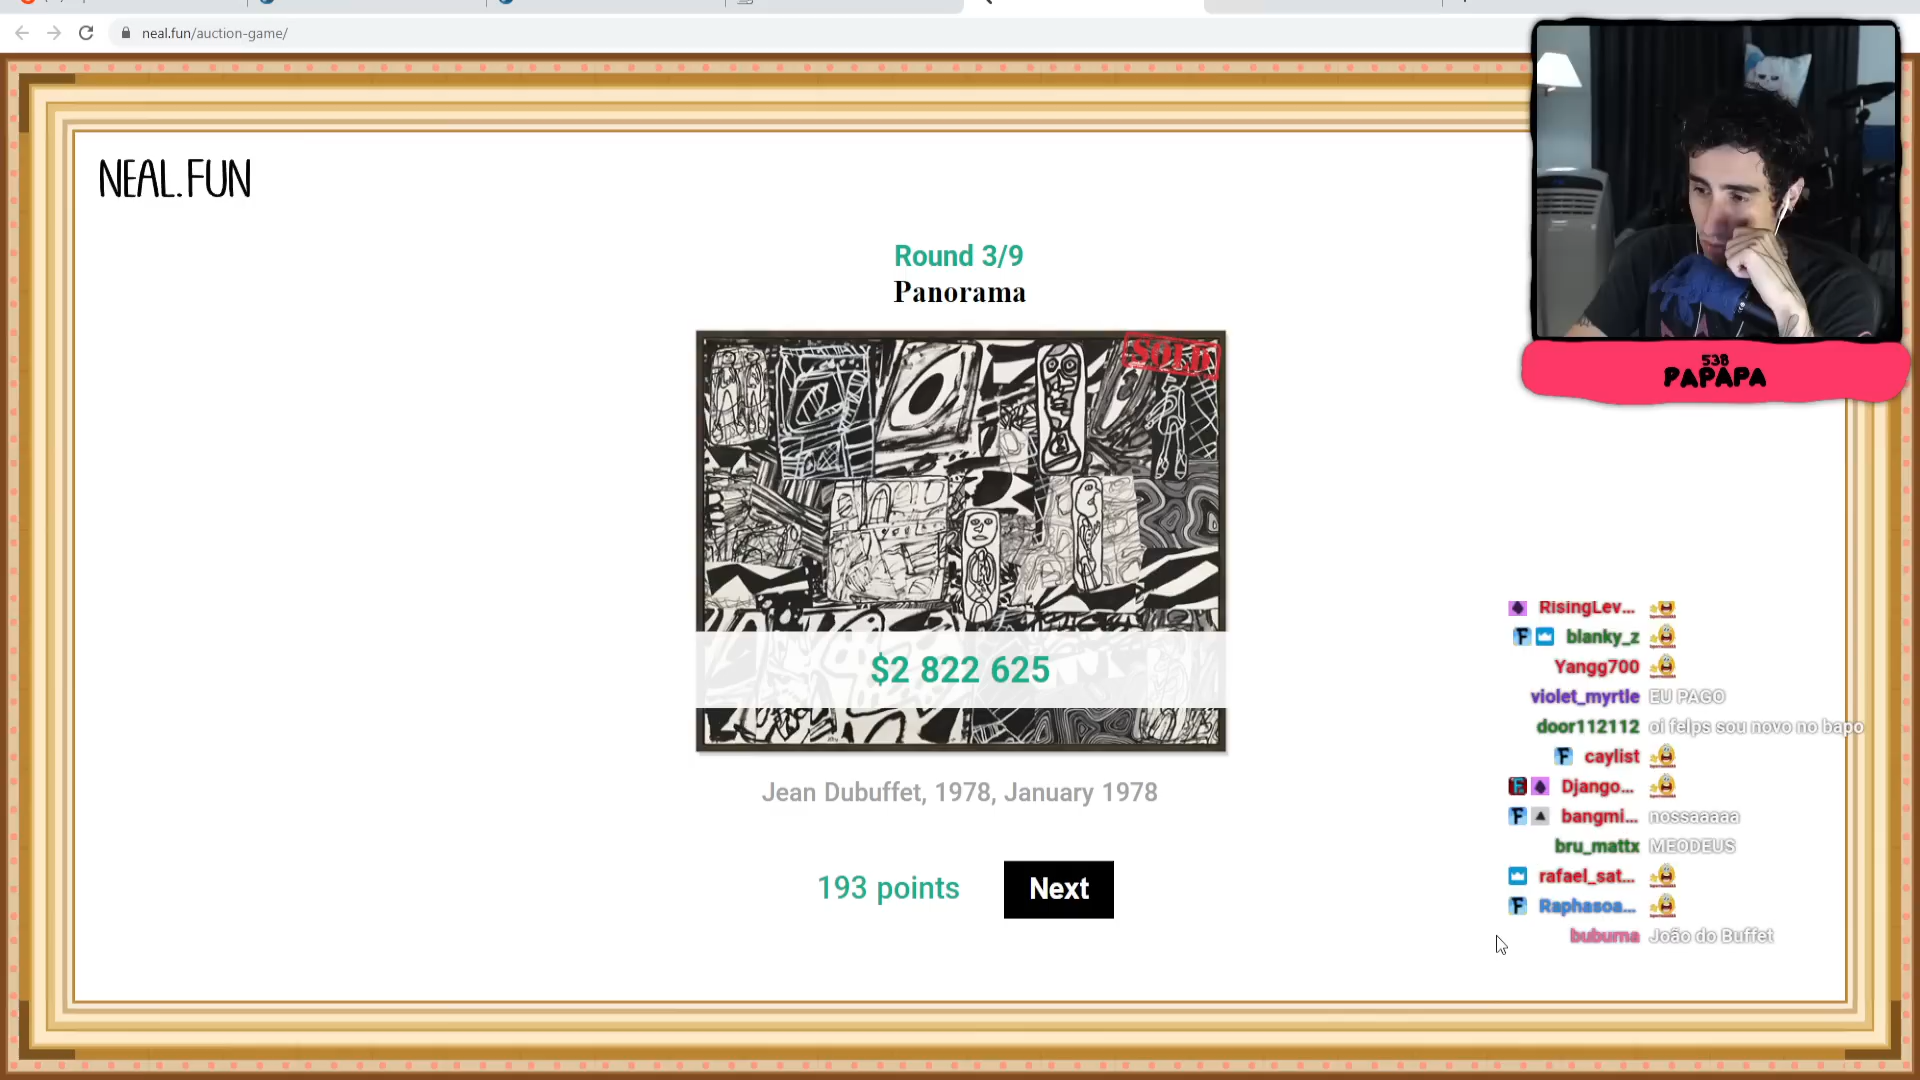 neal.fun/auction-game/
NEAL.FUN
Round 3/9
Panorama
SOLD
$2 822 625
Jean Dubuffet, 1978, January 1978
193 points
Next
538
PAPAPA
RisingLev...
blanky_z
Yangg700
violet_myrtle EU PAGO
door112112 oi felps sou novo no bapo
caylist
Django...
bangmi... nossaaaaa
bru_mattx MEODEUS
rafael_sat...
Raphasoa...
buburna João do Buffet